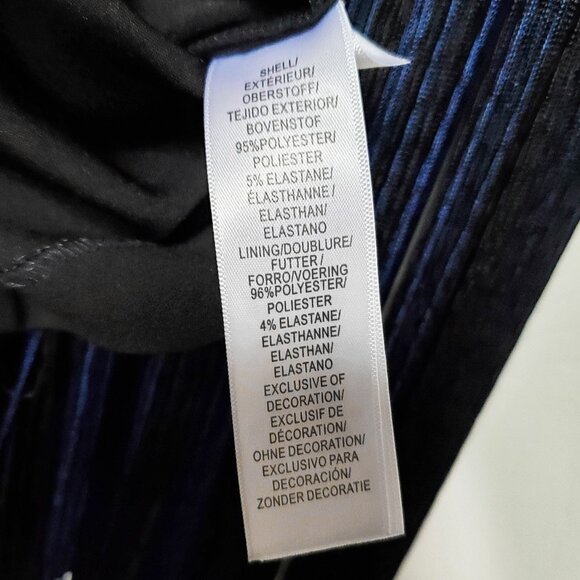 SHELL/
EXTÉRIEUR/
OBERSTOFF/
TEJIDO EXTERIOR/
BOVENSTOF
95%POLYESTER/
POLIESTER
5% ELASTANE/
ÉLASTHANNE/
ELASTHAN/
ELASTANO
LINING/DOUBLURE/
FUTTER/
FORRO/VOERING
96%POLYESTER/
POLIESTER
4% ELASTANE/
ELASTHANNE/
ELASTHAN/
ELASTANO
EXCLUSIVE OF
DECORATION/
EXCLUSIF DE
DÉCORATION/
OHNE DECORATION/
EXCLUSIVO PARA
DECORACIÓN/
ZONDER DECORATIE